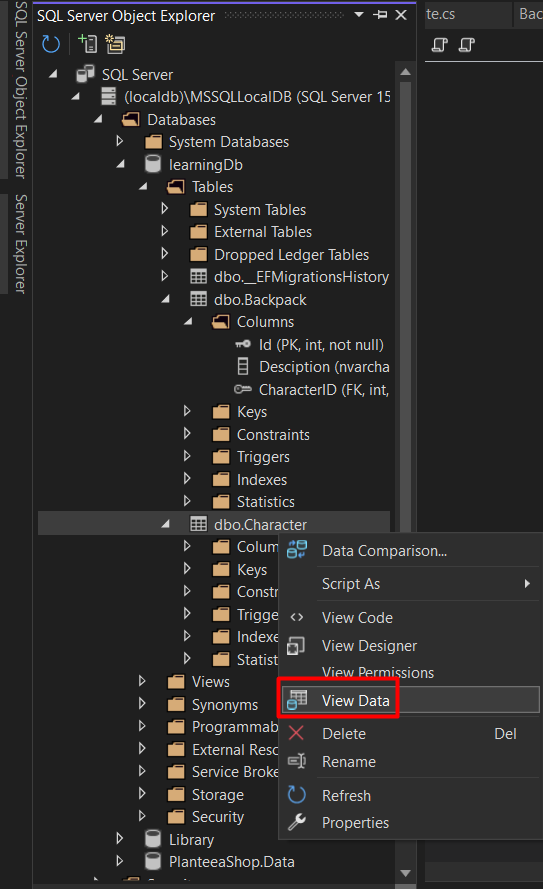 SQL Server Object Explorer
Server Explorer
SQL Server Object Explorer
te.cs
Bac
SQL Server
(localdb)\MSSQLLocalDB (SQL Server 15
Databases
System Databases
learningDb
Tables
System Tables
External Tables
Dropped Ledger Tables
dbo.__EFMigrationsHistory
dbo.Backpack
Columns
Id (PK, int, not null)
Desciption (nvarcha
CharacterID (FK, int,
Keys
Constraints
Triggers
Indexes
Statistics
dbo.Character
Colum
Keys
Constr
Trigge
Indexe
Statist
Views
Synonyms
Programmab
External Reso
Service Broke
Storage
Security
Library
PlanteeaShop.Data
Data Comparison...
Script As
View Code
View Designer
View Permissions
View Data
Delete Del
Rename
Refresh
Properties